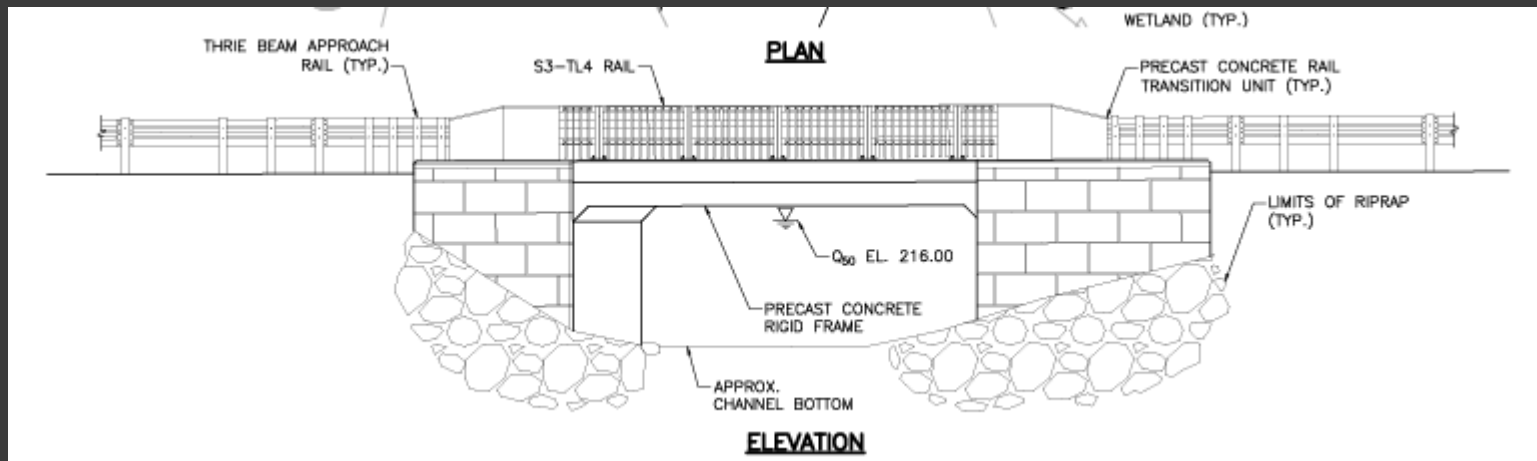 WETLAND (TYP.)
PLAN
THRIE BEAM APPROACH
RAIL (TYP.)
S3-TL4 RAIL
PRECAST CONCRETE RAIL
TRANSITIION UNIT (TYP.)
LIMITS OF RIPRAP
(TYP.)
Q50 EL. 216.00
PRECAST CONCRETE
RIGID FRAME
APPROX.
CHANNEL BOTTOM
ELEVATION